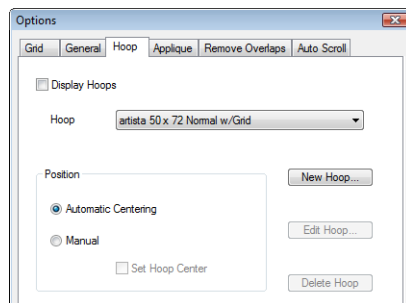 Options
Grid General Hoop Applique Remove Overlaps Auto Scroll
Display Hoops
Hoop artista 50 x 72 Normal w/Grid
Position New Hoop...
Automatic Centering
Manual Edit Hoop...
Set Hoop Center
Delete Hoop